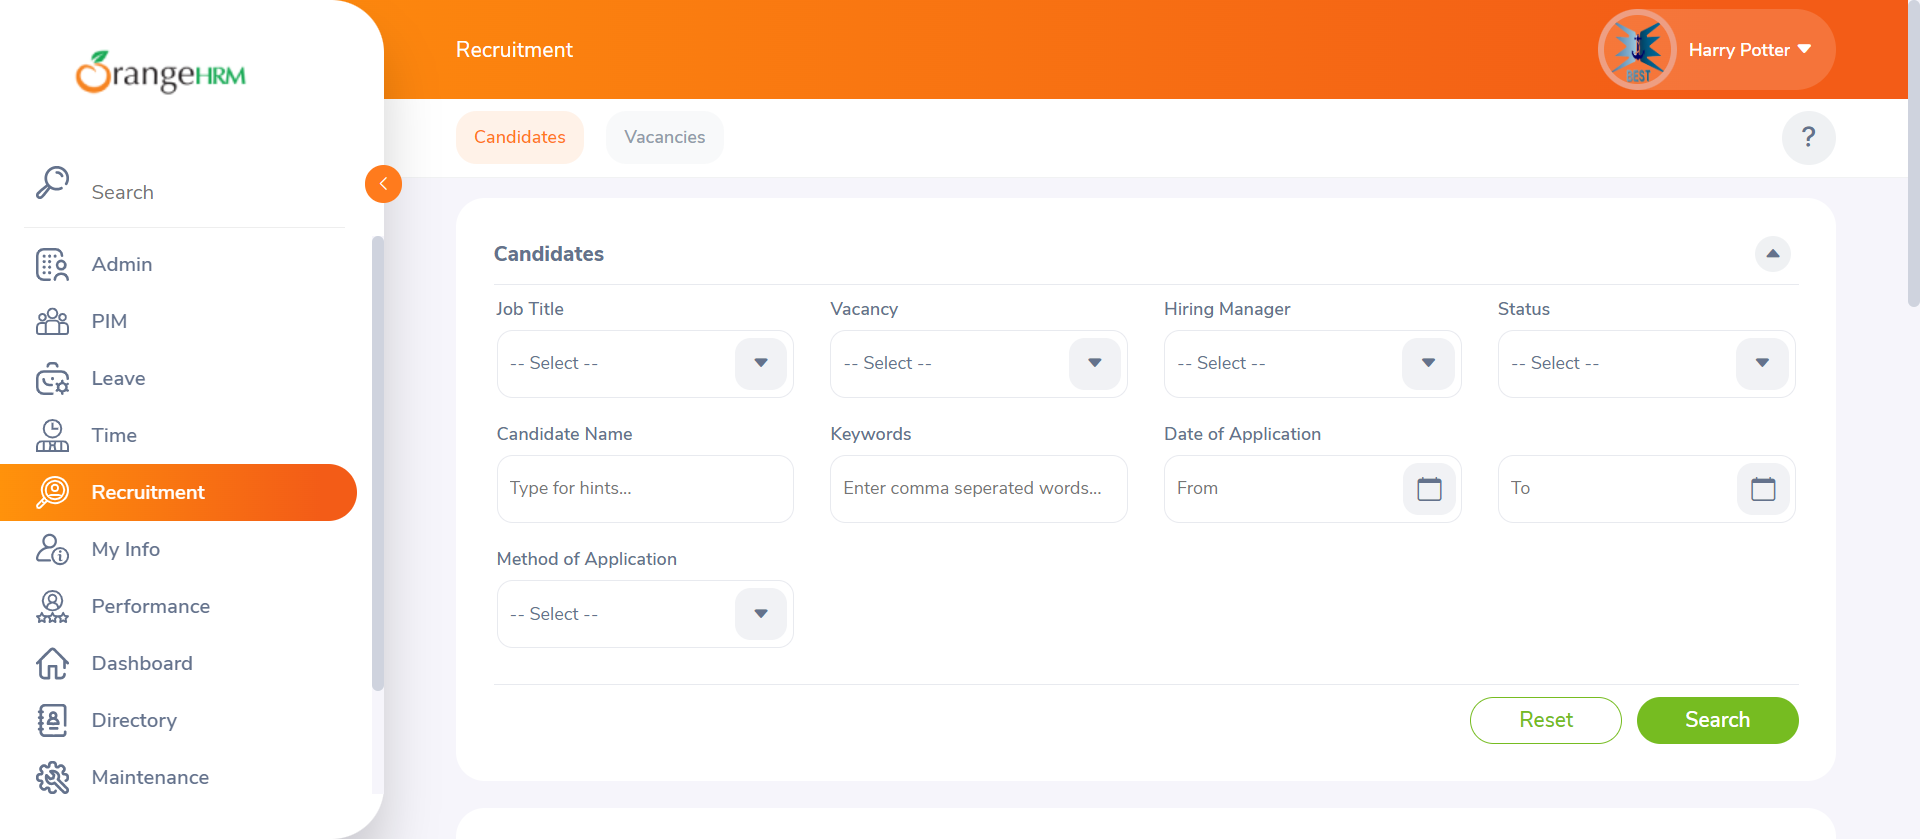 OrangeHRM
Recruitment
BEST
Harry Potter
Candidates
Vacancies
?
Search
Admin
PIM
Leave
Time
Recruitment
My Info
Performance
Dashboard
Directory
Maintenance
Candidates
Job Title
Vacancy
Hiring Manager
Status
-- Select --
-- Select --
-- Select --
-- Select --
Candidate Name
Keywords
Date of Application
Type for hints...
Enter comma seperated words...
From
To
Method of Application
-- Select --
Reset
Search